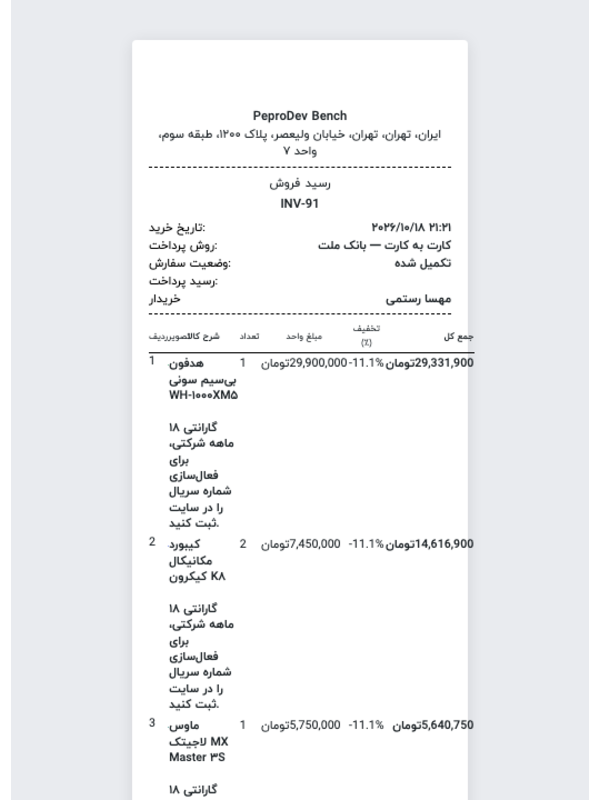 PeproDev Bench
ایران، تهران، تهران، خیابان ولیعصر، پلاک ۱۲۰۰، طبقه سوم،
واحد ۷
رسید فروش
INV-91
تاریخ خرید: ۲۰۲۶/۱۰/۱۸ ۲۱:۲۱
روش پرداخت: کارت به کارت — بانک ملت
وضعیت سفارش: تکمیل شده
رسید پرداخت:
خریدار مهسا رستمی
ردیف تصویر شرح کالا تعداد مبلغ واحد تخفیف جمع کل
(٪)
1 هدفون 1 29,900,000تومان -11.1% 29,331,900تومان
بی‌سیم سونی
WH-۱۰۰۰XM۵
گارانتی ۱۸
ماهه شرکتی،
برای
فعال‌سازی
شماره سریال
را در سایت
ثبت کنید.
2 کیبورد 2 7,450,000تومان -11.1% 14,616,900تومان
مکانیکال
کیکرون K۸
گارانتی ۱۸
ماهه شرکتی،
برای
فعال‌سازی
شماره سریال
را در سایت
ثبت کنید.
3 ماوس 1 5,750,000تومان -11.1% 5,640,750تومان
لاجیتک MX
Master ۳S
گارانتی ۱۸